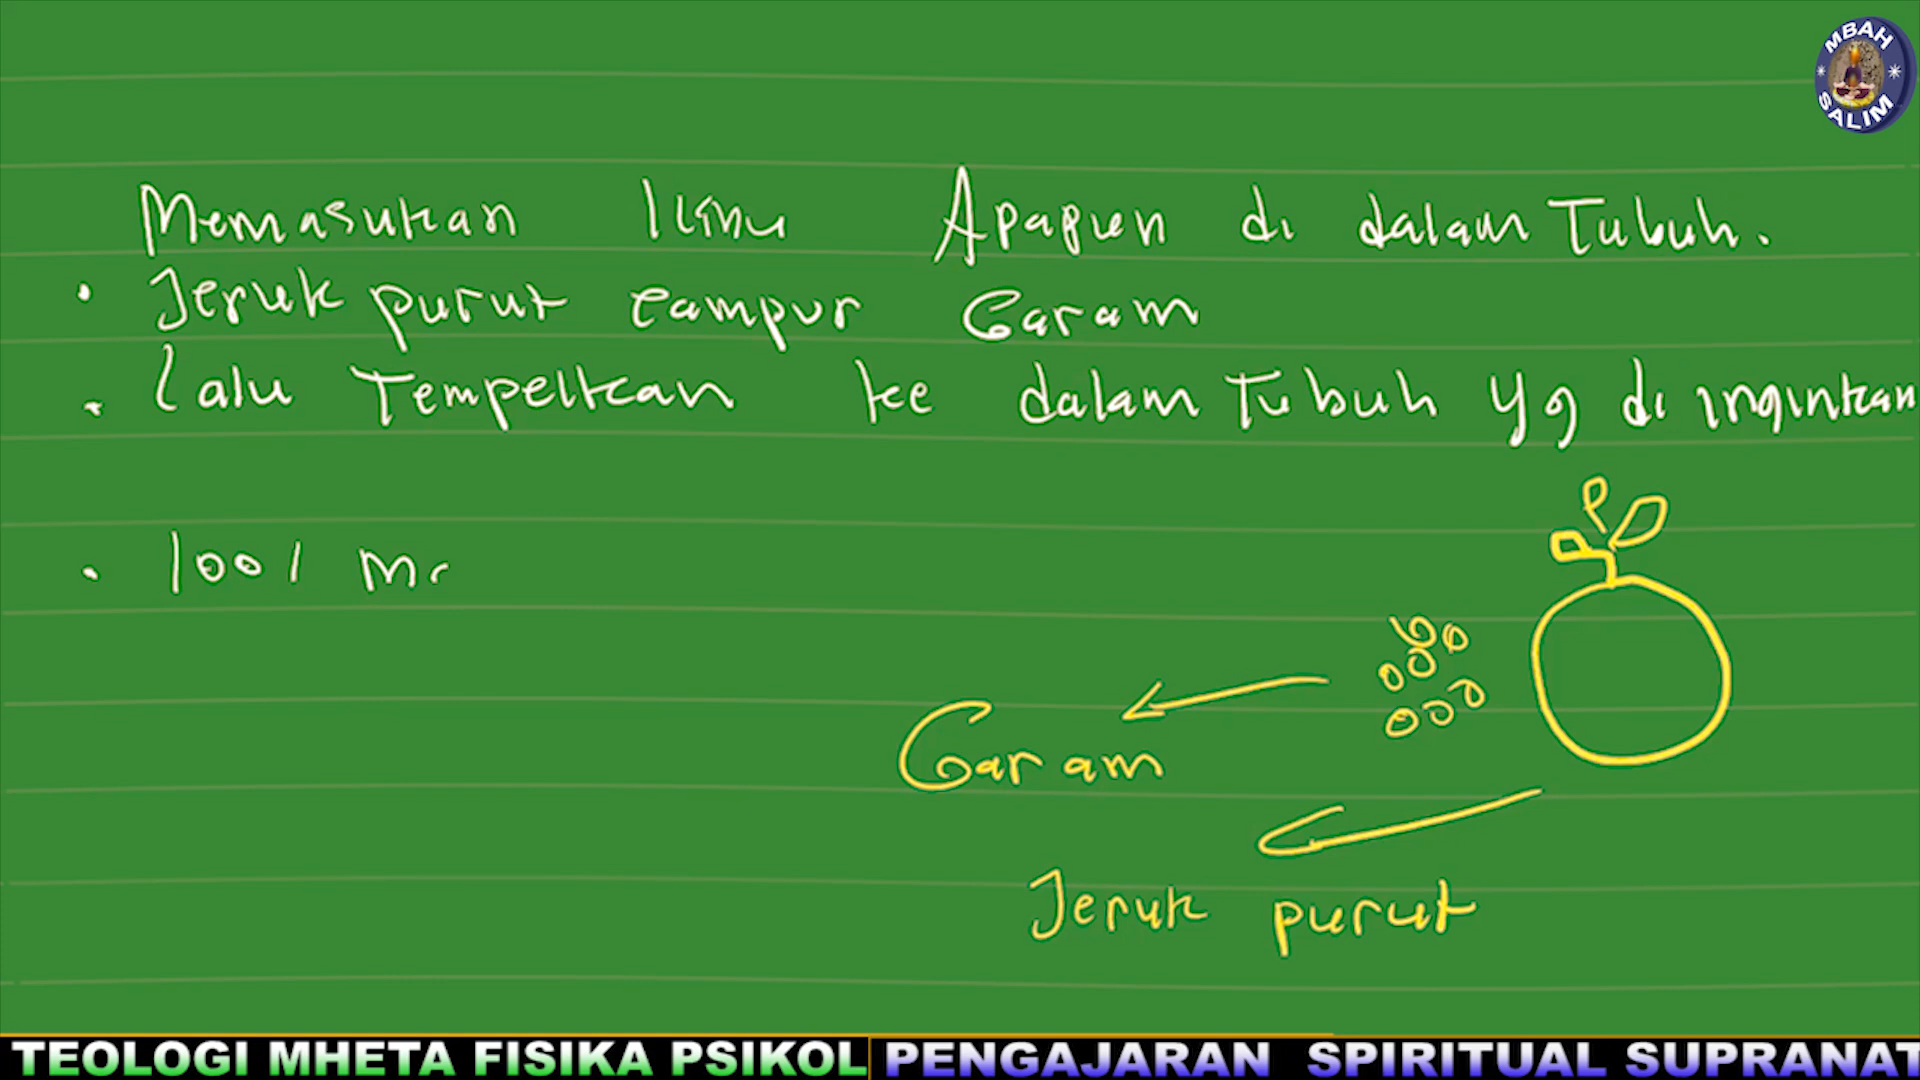 MBAH SALIM
Memasukan Ilmu Apapun di dalam Tubuh.
• Jeruk purut campur Garam
• Lalu Tempelkan ke dalam Tubuh yg di inginkan
• 1001 M
Garam
Jeruk purut
TEOLOGI MHETA FISIKA PSIKOL PENGAJARAN SPIRITUAL SUPRANAT